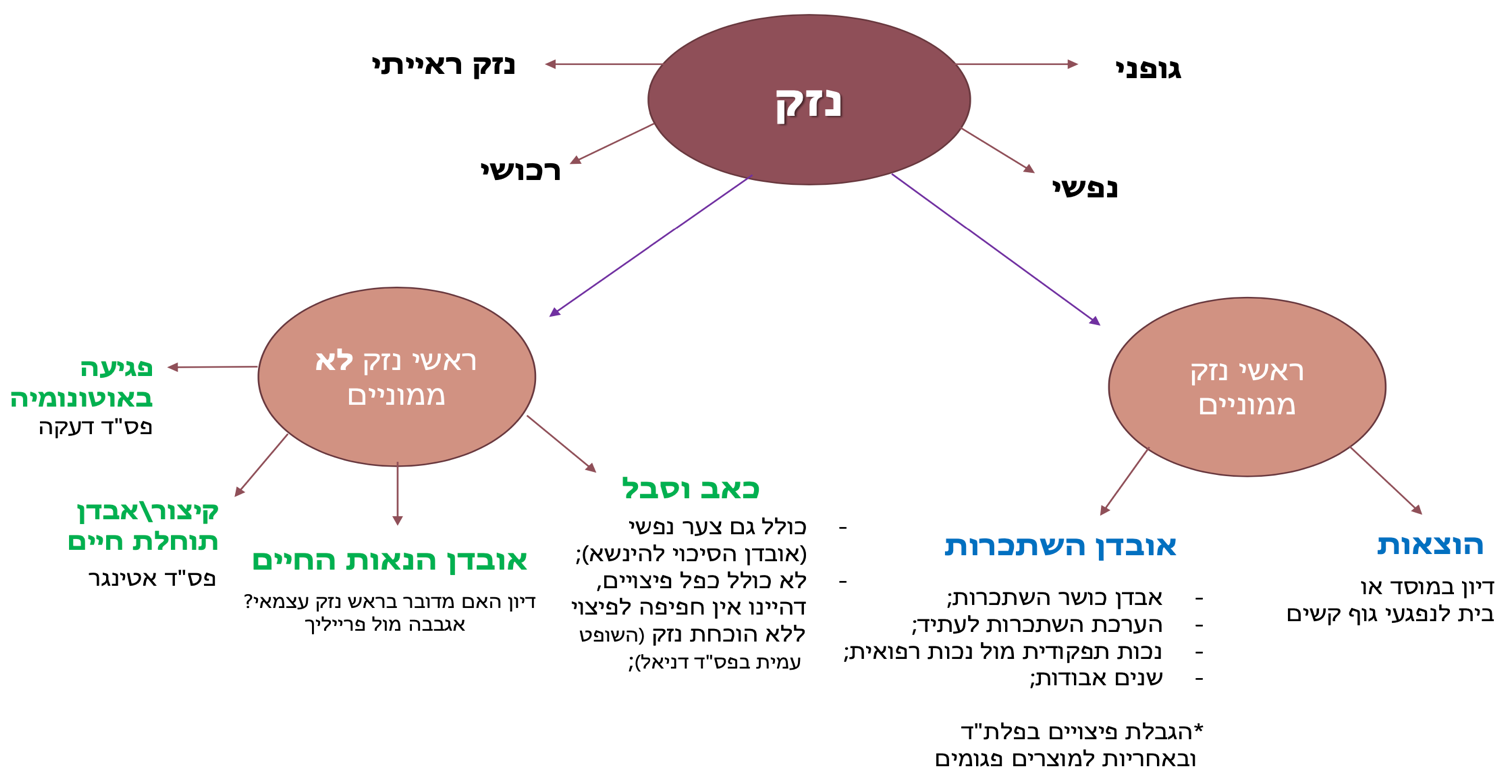 נזק
גופני
נזק ראייתי
נפשי
רכושי
ראשי נזק
ממוניים
הוצאות
דיון במוסד או
בית לנפגעי גוף קשים
אובדן השתכרות
- אבדן כושר השתכרות;
- הערכת השתכרות לעתיד;
- נכות תפקודית מול נכות רפואית;
- שנים אבודות;
*הגבלת פיצויים בפלת"ד
ובאחריות למוצרים פגומים
ראשי נזק לא
ממוניים
כאב וסבל
- כולל גם צער נפשי
(אובדן הסיכוי להינשא);
- לא כולל כפל פיצויים,
דהיינו אין חפיפה לפיצוי
ללא הוכחת נזק (השופט
עמית בפס"ד דניאל);
אובדן הנאות החיים
דיון האם מדובר בראש נזק עצמאי?
אגבבה מול פרייליך
קיצור\אבדן
תוחלת חיים
פס"ד אטינגר
פגיעה
באוטונומיה
פס"ד דעקה